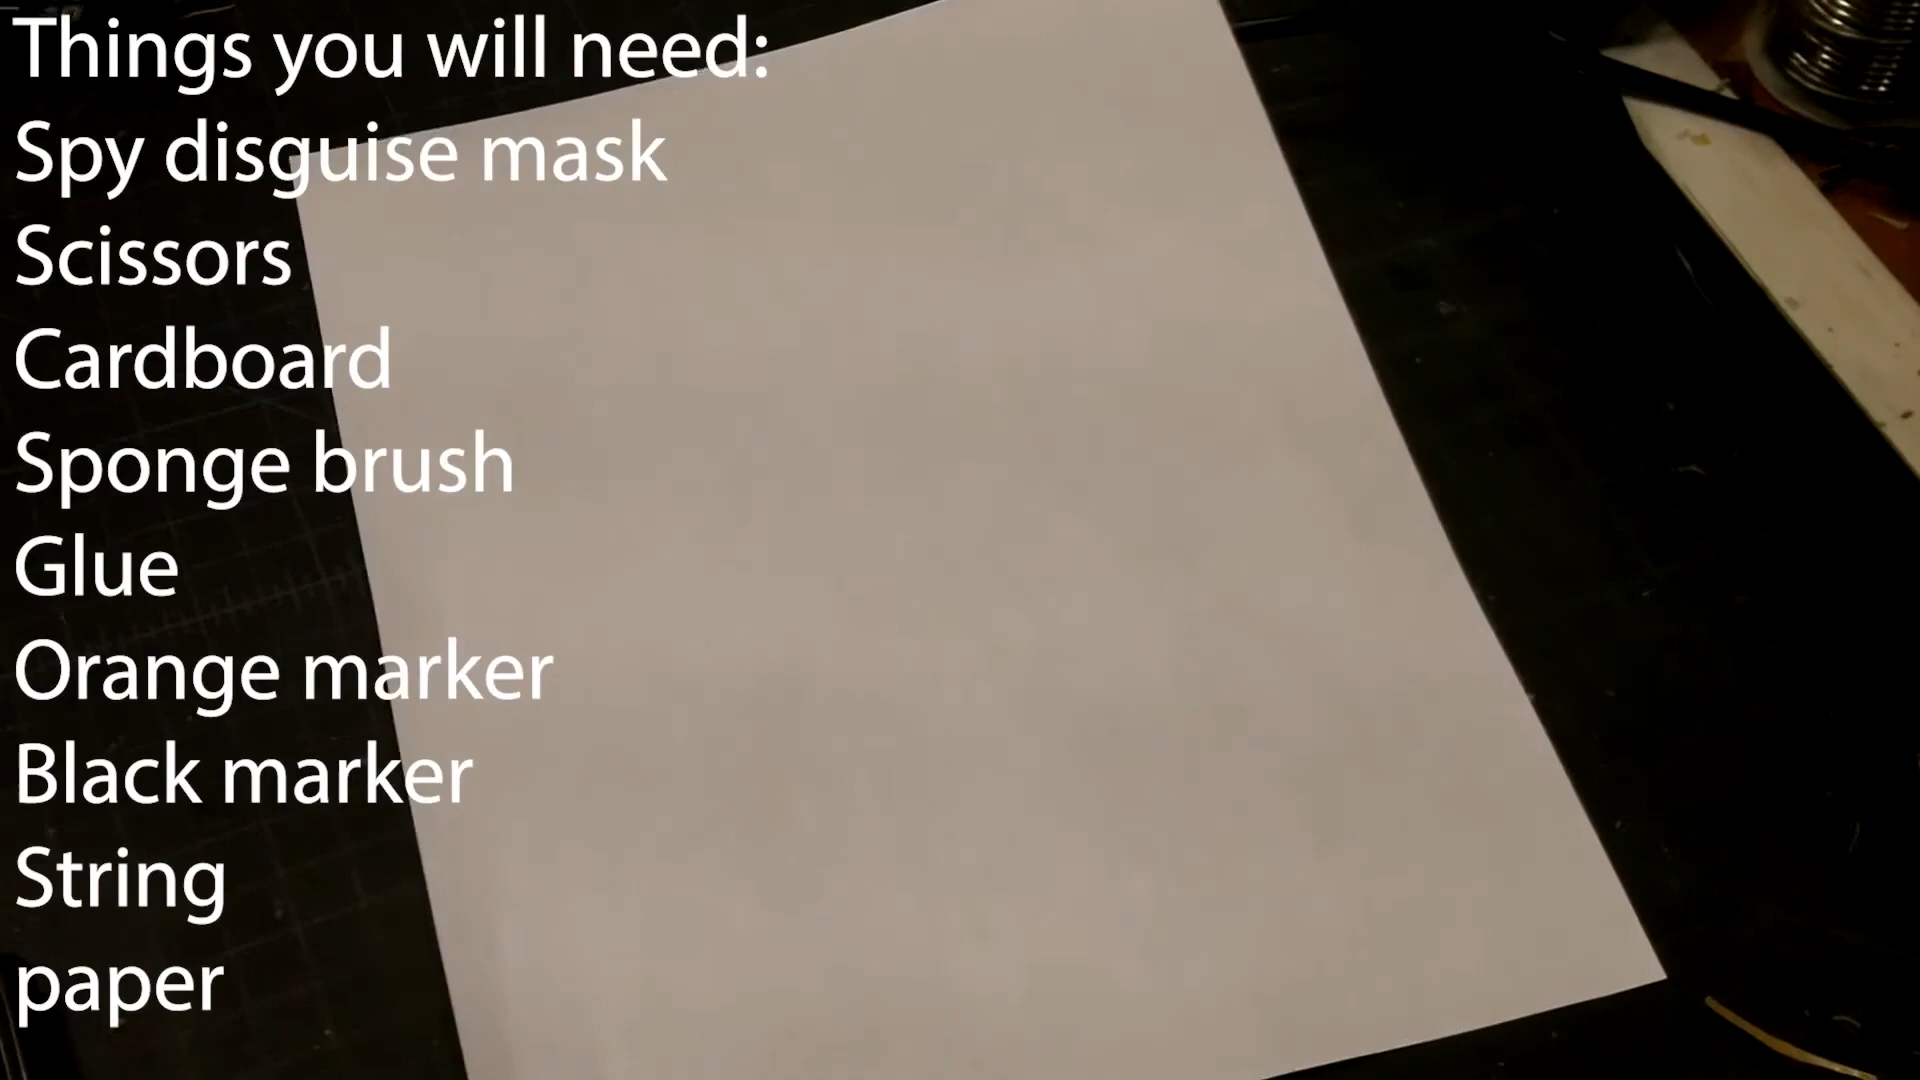 Things you will need:
Spy disguise mask
Scissors
Cardboard
Sponge brush
Glue
Orange marker
Black marker
String
paper